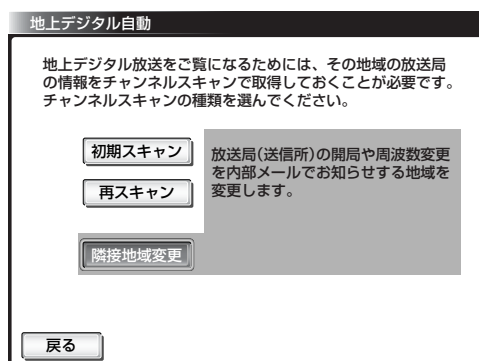 地上デジタル自動
地上デジタル放送をご覧になるためには、その地域の放送局
の情報をチャンネルスキャンで取得しておくことが必要です。
チャンネルスキャンの種類を選んでください。
初期スキャン
再スキャン
隣接地域変更
放送局(送信所)の開局や周波数変更
を内部メールでお知らせする地域を
変更します。
戻る